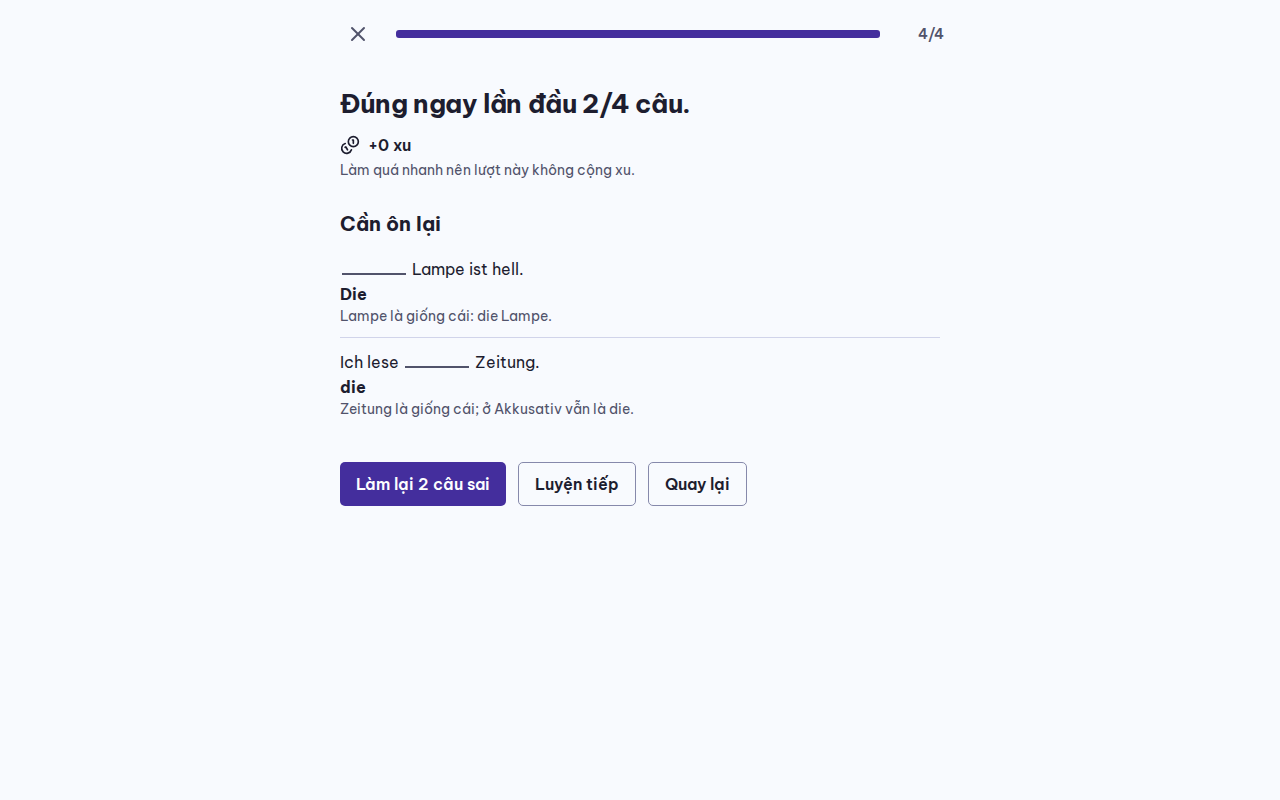 4/4
Đúng ngay lần đầu 2/4 câu.
+0 xu
Làm quá nhanh nên lượt này không cộng xu.
Cần ôn lại
______ Lampe ist hell.
Die
Lampe là giống cái: die Lampe.
Ich lese ______ Zeitung.
die
Zeitung là giống cái; ở Akkusativ vẫn là die.
Làm lại 2 câu sai
Luyện tiếp
Quay lại